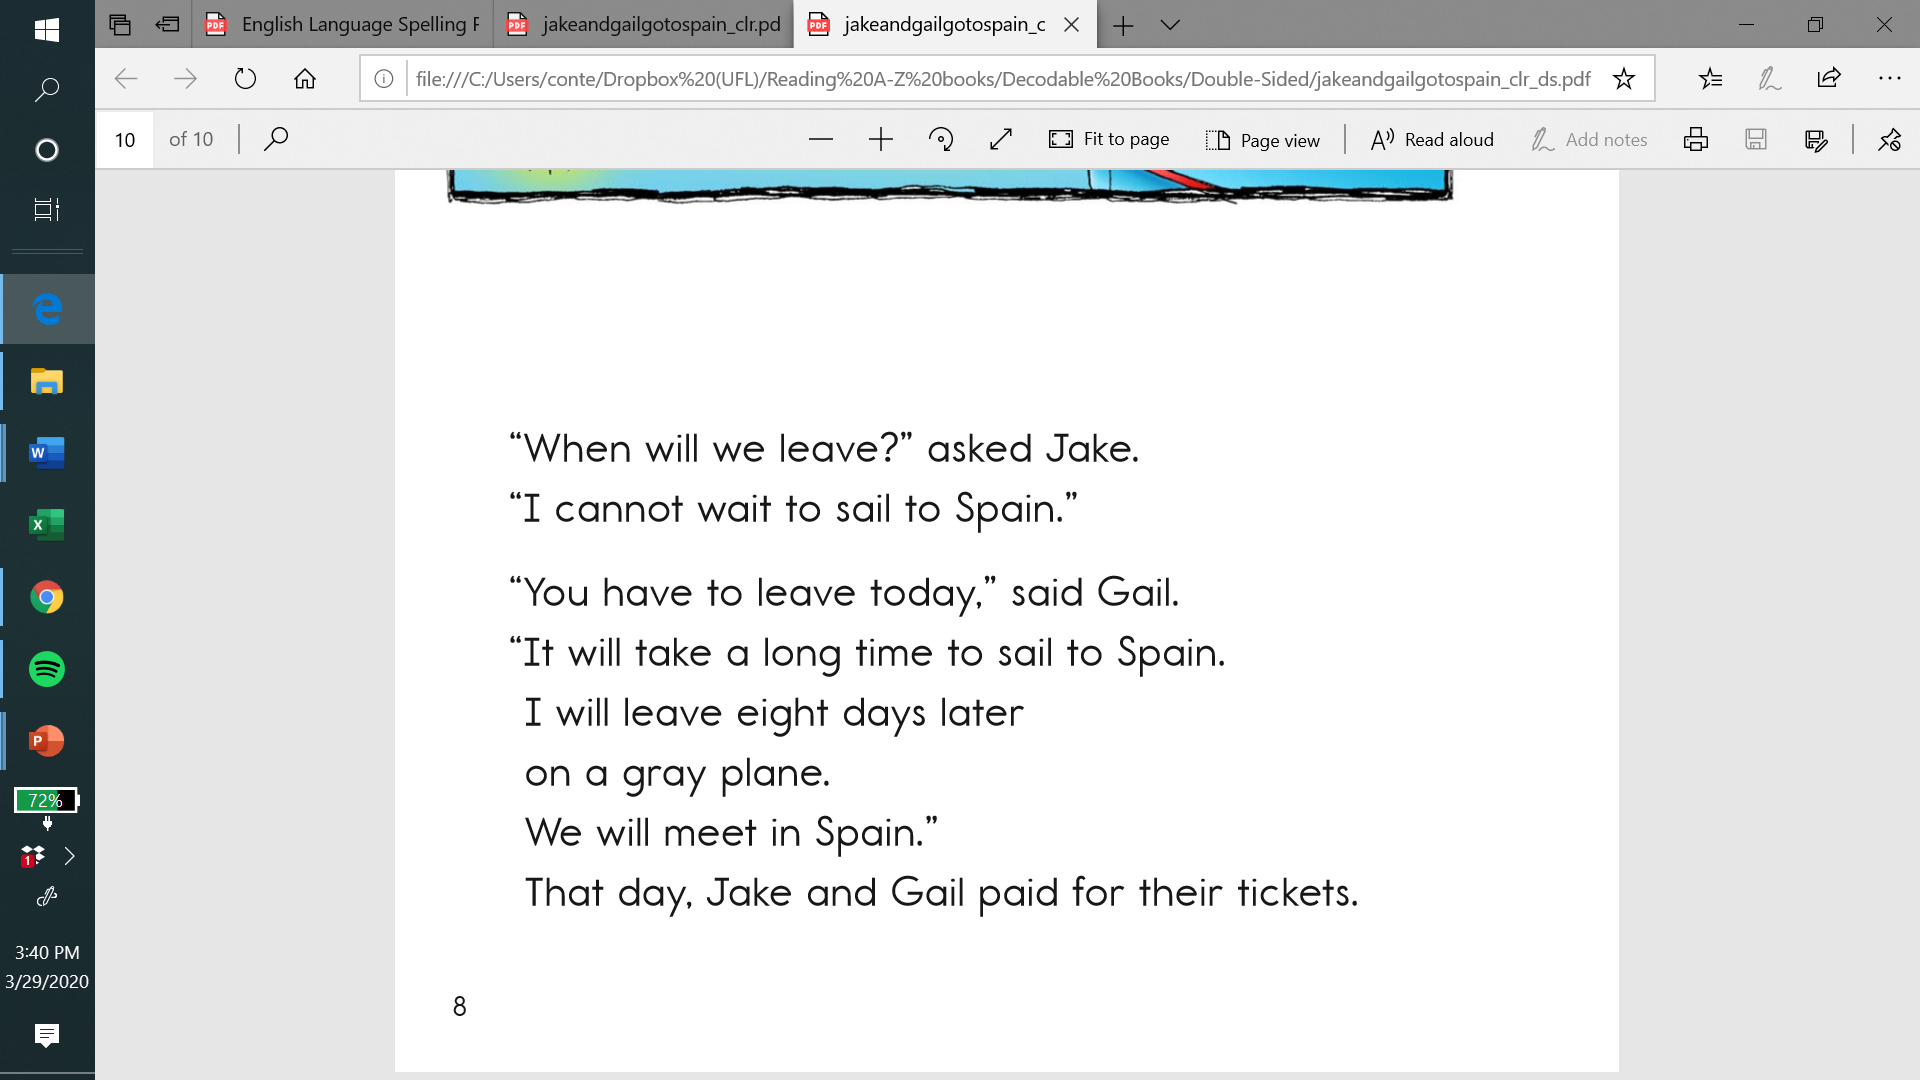 English Language Spelling F
jakeandgailgotospain_clr.pd
jakeandgailgotospain_c
file:///C:/Users/conte/Dropbox%20(UFL)/Reading%20A-Z%20books/Decodable%20Books/Double-Sided/jakeandgailgotospain_clr_ds.pdf
10 of 10
Fit to page
Page view
Read aloud
Add notes
“When will we leave?” asked Jake.
“I cannot wait to sail to Spain.”
“You have to leave today,” said Gail.
“It will take a long time to sail to Spain.
I will leave eight days later
on a gray plane.
We will meet in Spain.”
That day, Jake and Gail paid for their tickets.
8
72%
1
3:40 PM
3/29/2020